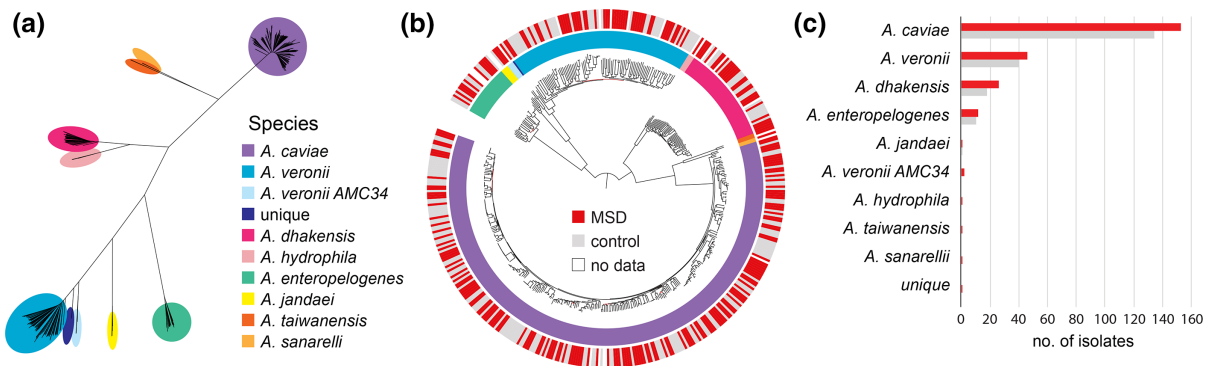 (a)
Species
A. caviae
A. veronii
A. veronii AMC34
unique
A. dhakensis
A. hydrophila
A. enteropelogenes
A. jandaei
A. taiwanensis
A. sanarelli
(b)
MSD
control
no data
(c)
A. caviae
A. veronii
A. dhakensis
A. enteropelogenes
A. jandaei
A. veronii AMC34
A. hydrophila
A. taiwanensis
A. sanarellii
unique
0 20 40 60 80 100 120 140 160
no. of isolates